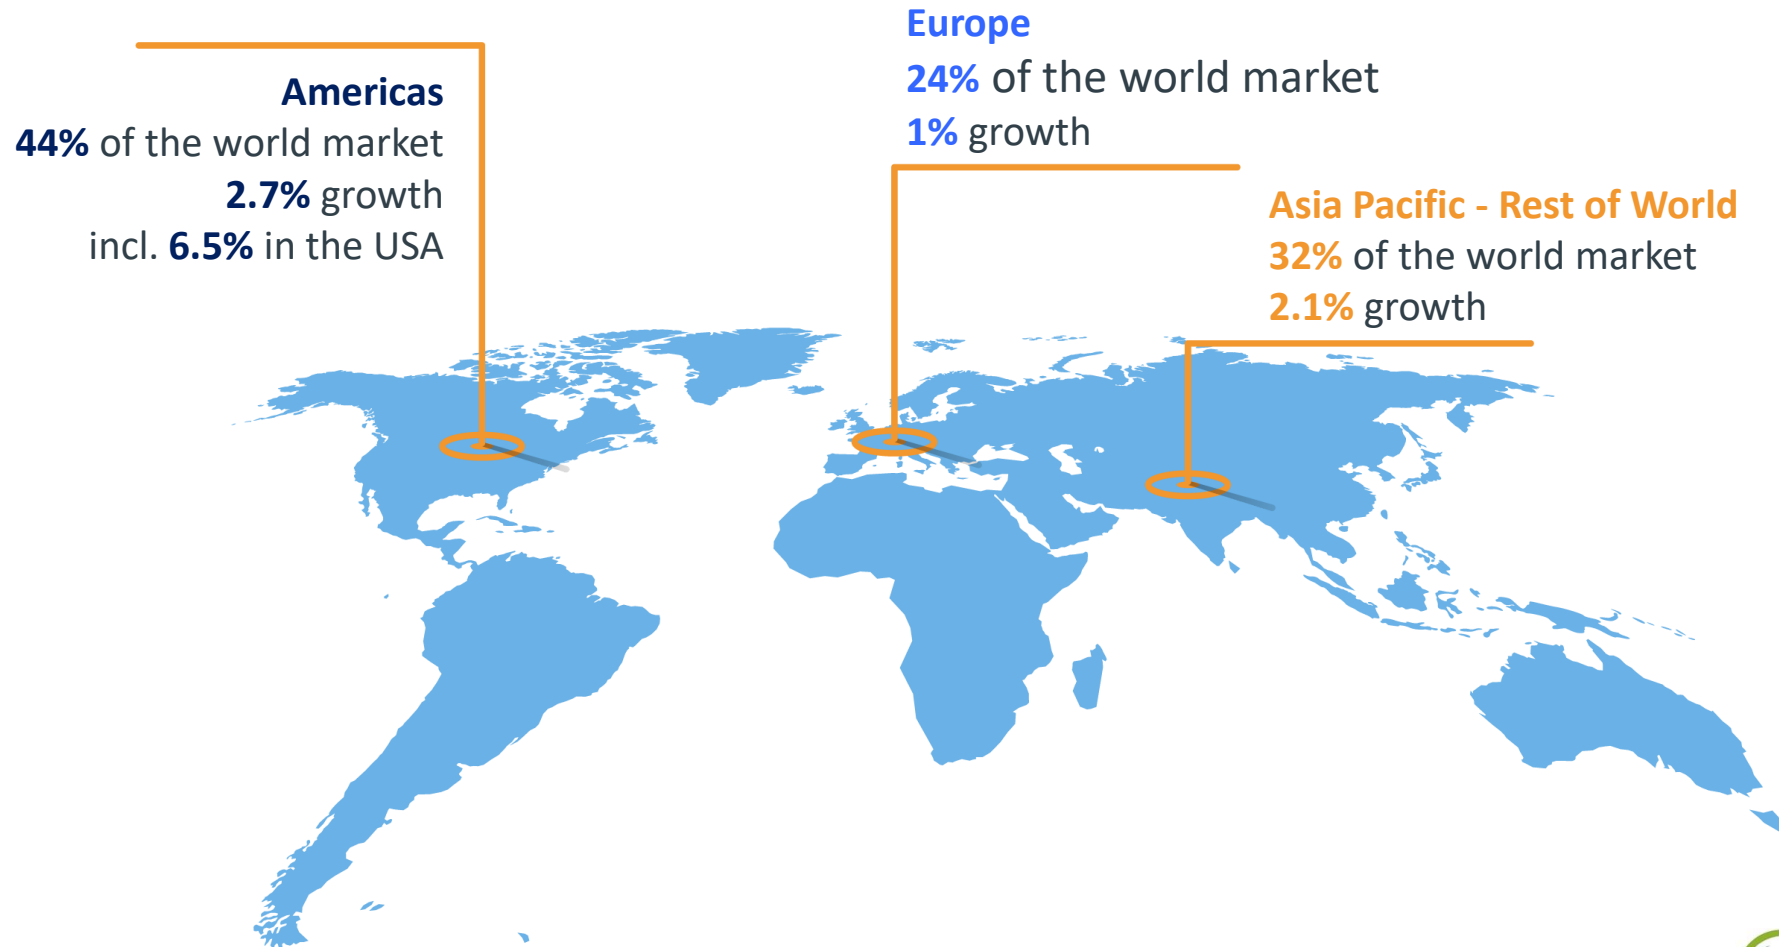 Americas
44% of the world market
2.7% growth
incl. 6.5% in the USA
Europe
24% of the world market
1% growth
Asia Pacific - Rest of World
32% of the world market
2.1% growth